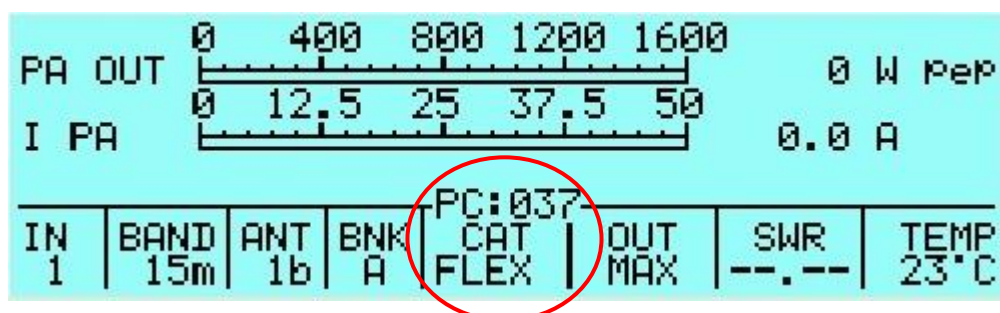 0 400 800 1200 1600
PA OUT 0 W pep
0 12.5 25 37.5 50
I PA 0.0 A
PC:037
IN BAND ANT BNK CAT OUT SWR TEMP
1 15m 1b A FLEX MAX --.-- 23°C